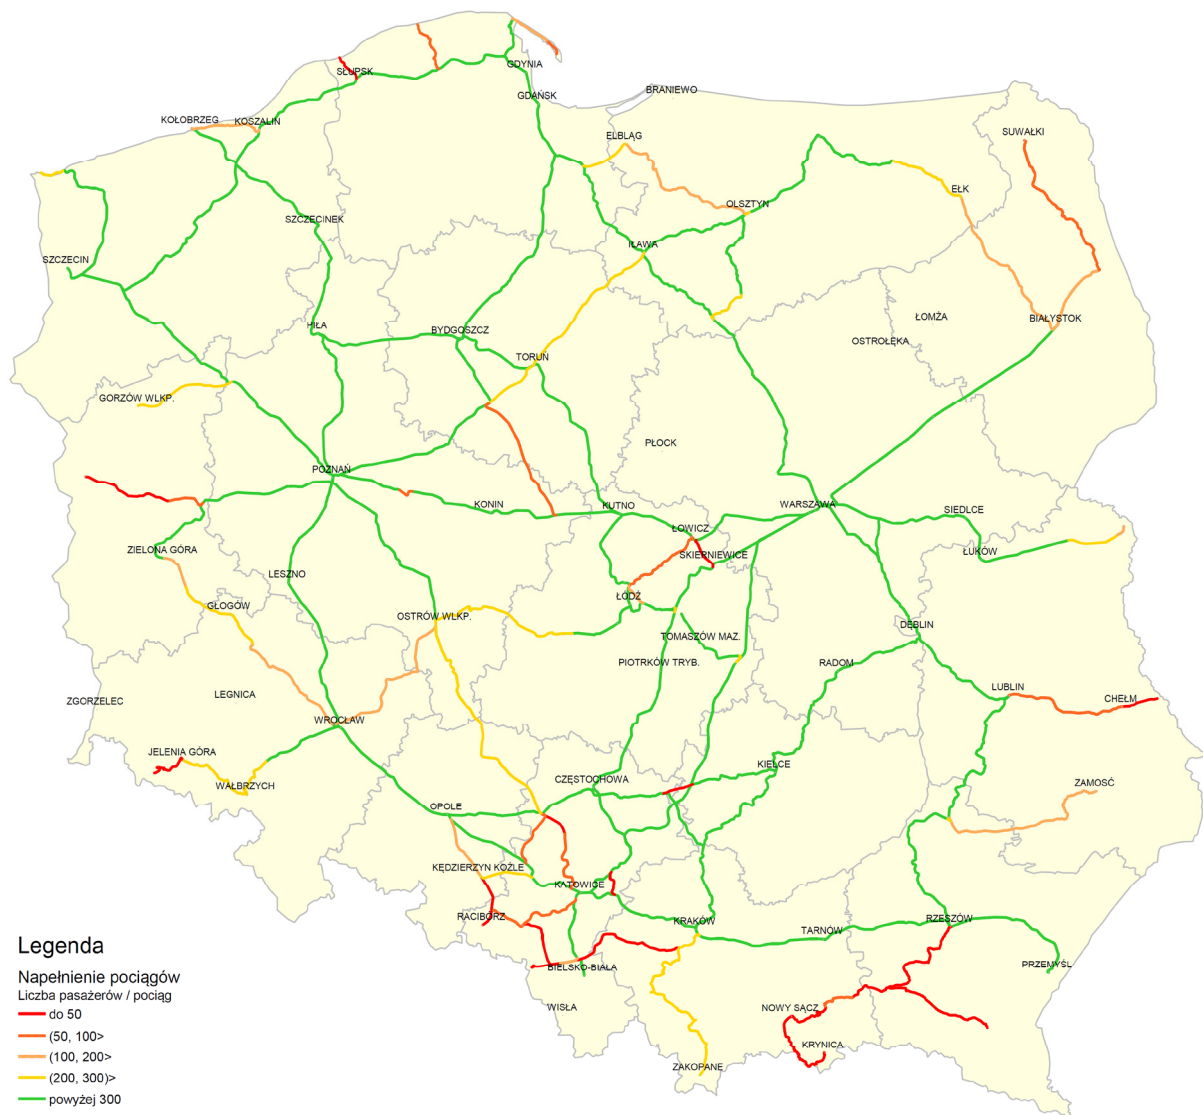 SŁUPSK
GDYNIA
GDAŃSK
BRANIEWO
KOŁOBRZEG
KOSZALIN
ELBLĄG
SUWAŁKI
EŁK
OLSZTYN
SZCZECINEK
IŁAWA
SZCZECIN
ŁOMŻA
BIAŁYSTOK
PIŁA
BYDGOSZCZ
OSTROŁĘKA
TORUŃ
GORZÓW WLKP.
PŁOCK
POZNAŃ
KONIN
KUTNO
WARSZAWA
SIEDLCE
ŁOWICZ
ZIELONA GÓRA
SKIERNIEWICE
ŁUKÓW
LESZNO
ŁÓDŹ
GŁOGÓW
OSTRÓW WLKP.
DĘBLIN
TOMASZÓW MAZ.
PIOTRKÓW TRYB.
RADOM
LUBLIN
LEGNICA
ZGORZELEC
CHEŁM
WROCŁAW
JELENIA GÓRA
KIELCE
WAŁBRZYCH
CZĘSTOCHOWA
ZAMOŚĆ
OPOLE
KĘDZIERZYN KOŹLE
KATOWICE
RACIBÓRZ
KRAKÓW
RZESZÓW
TARNÓW
PRZEMYŚL
BIELSKO-BIAŁA
WISŁA
NOWY SĄCZ
KRYNICA
ZAKOPANE
Legenda
Napełnienie pociągów
Liczba pasażerów / pociąg
do 50
(50, 100>
(100, 200>
(200, 300)>
powyżej 300